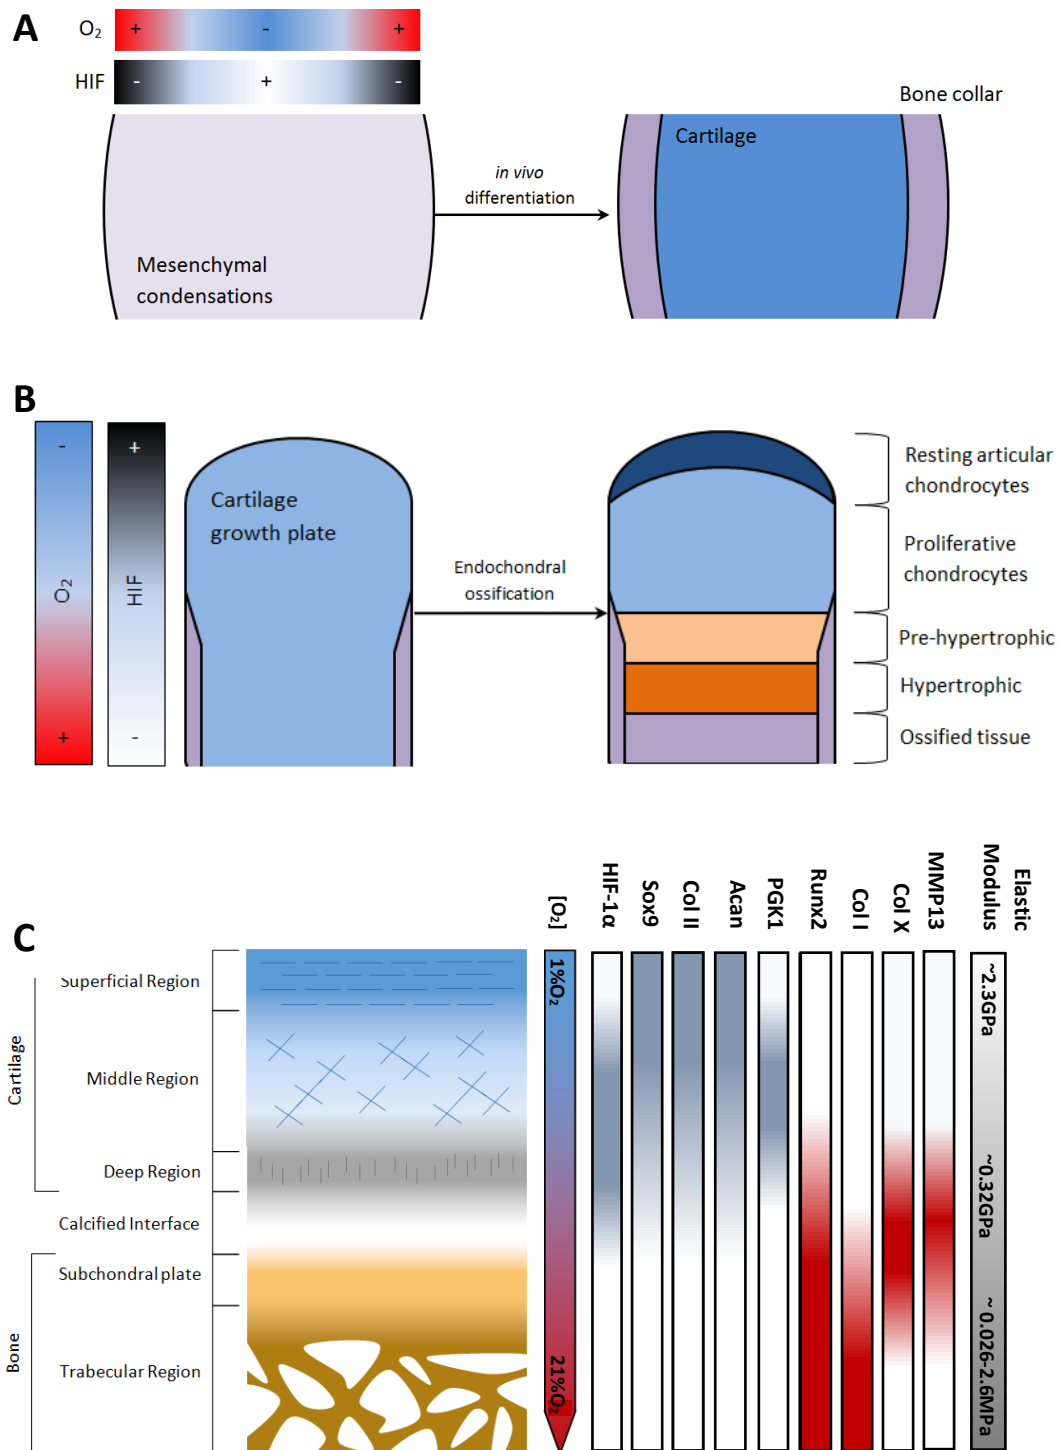 A
O₂
+ - +
HIF
- + -
Bone collar
Cartilage
in vivo
differentiation
Mesenchymal
condensations
B
-
+
O₂
HIF
+
-
Cartilage
growth plate
Endochondral
ossification
Resting articular
chondrocytes
Proliferative
chondrocytes
Pre-hypertrophic
Hypertrophic
Ossified tissue
C
[O₂]
HIF-1α
Sox9
Col II
Acan
PGK1
Runx2
Col I
Col X
MMP13
Elastic
Modulus
Cartilage
Superficial Region
Middle Region
Deep Region
Calcified Interface
Bone
Subchondral plate
Trabecular Region
1%O₂
21%O₂
~2.3GPa
~0.32GPa
~ 0.026-2.6MPa